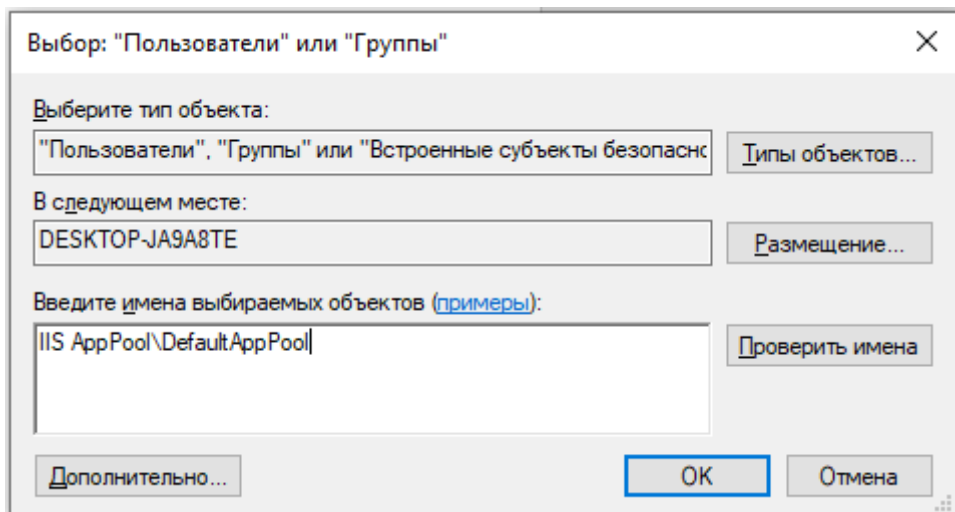 Выбор: "Пользователи" или "Группы"
Выберите тип объекта:
"Пользователи", "Группы" или "Встроенные субъекты безопасно
Типы объектов...
В следующем месте:
DESKTOP-JA9A8TE
Размещение...
Введите имена выбираемых объектов (примеры):
IIS AppPool\DefaultAppPool
Проверить имена
Дополнительно...
OK
Отмена